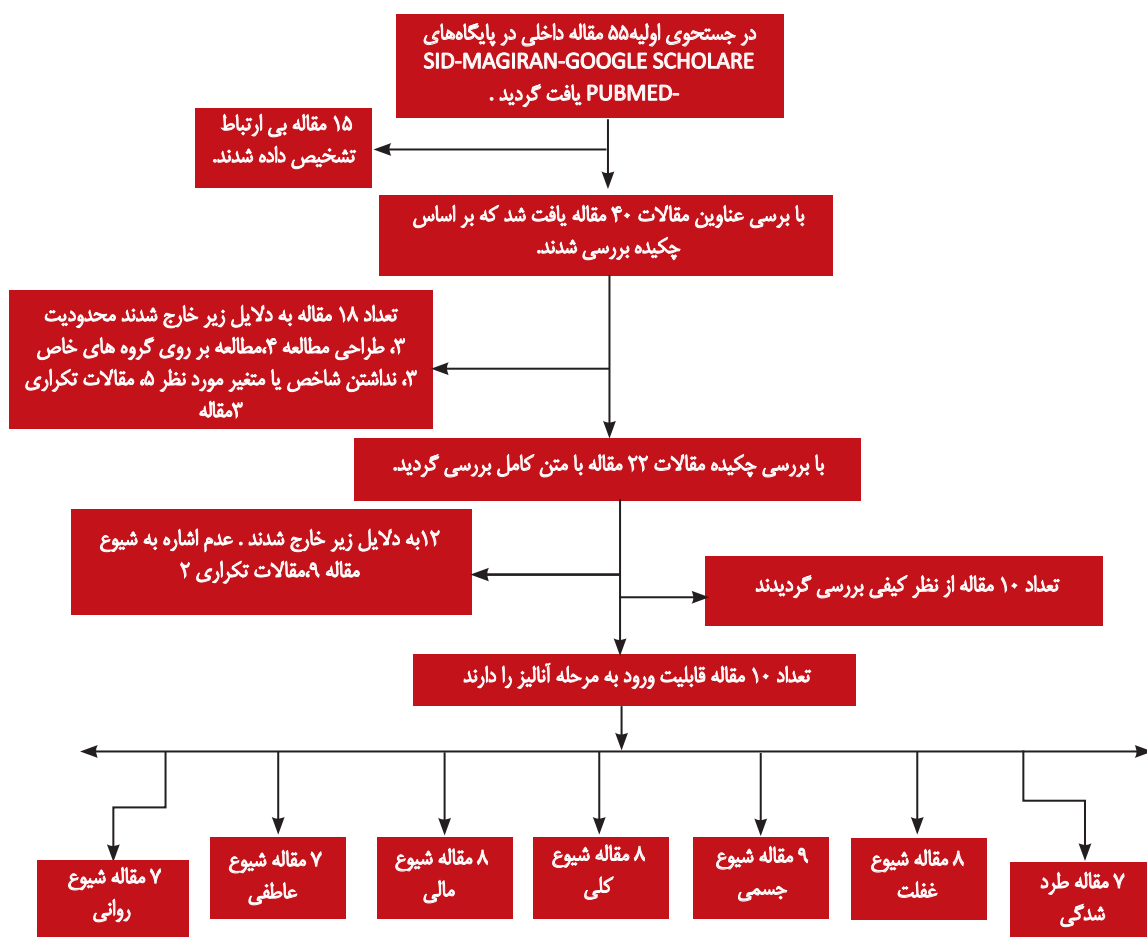 در جستحوی اولیه۵۵ مقاله داخلی در پایگاه‌های
SID-MAGIRAN-GOOGLE SCHOLARE
-PUBMED یافت گردید .
۱۵ مقاله بی ارتباط
تشخیص داده شدند.
با برسی عناوین مقالات ۴۰ مقاله یافت شد که بر اساس
چکیده بررسی شدند.
تعداد ۱۸ مقاله به دلایل زیر خارج شدند محدودیت
۳، طراحی مطالعه ۴،مطالعه بر روی گروه های خاص
۳، نداشتن شاخص یا متغیر مورد نظر ۵، مقالات تکراری
۳مقاله
با بررسی چکیده مقالات ۲۲ مقاله با متن کامل بررسی گردید.
۱۲به دلایل زیر خارج شدند . عدم اشاره به شیوع
مقاله ۹،مقالات تکراری ۲
تعداد ۱۰ مقاله از نظر کیفی بررسی گردیدند
تعداد ۱۰ مقاله قابلیت ورود به مرحله آنالیز را دارند
۷ مقاله طرد
شدگی
۸ مقاله شیوع
غفلت
۹ مقاله شیوع
جسمی
۸ مقاله شیوع
کلی
۸ مقاله شیوع
مالی
۷ مقاله شیوع
عاطفی
۷ مقاله شیوع
روانی